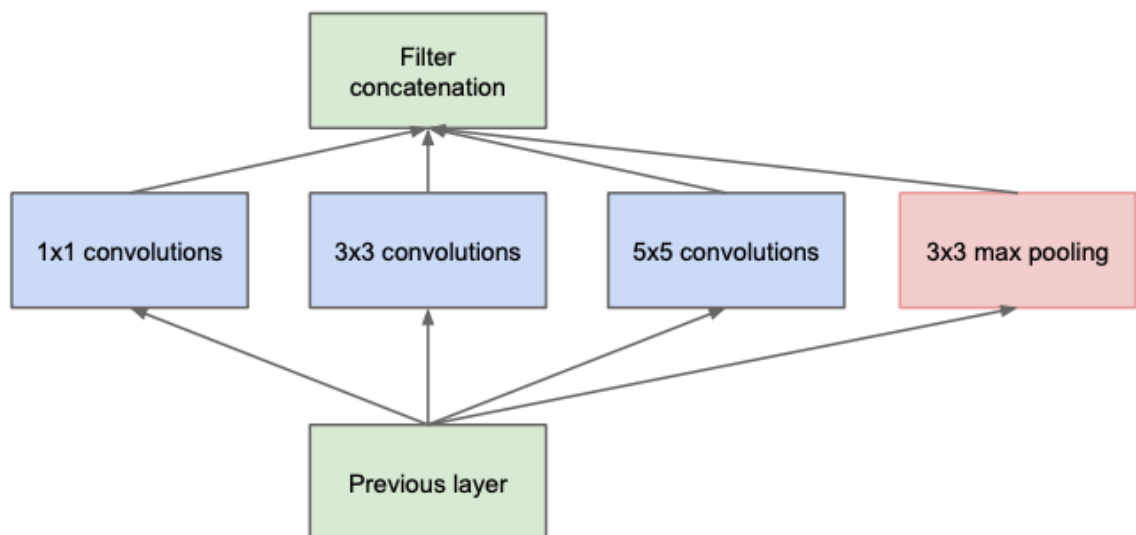 Filter
concatenation
1x1 convolutions
3x3 convolutions
5x5 convolutions
3x3 max pooling
Previous layer